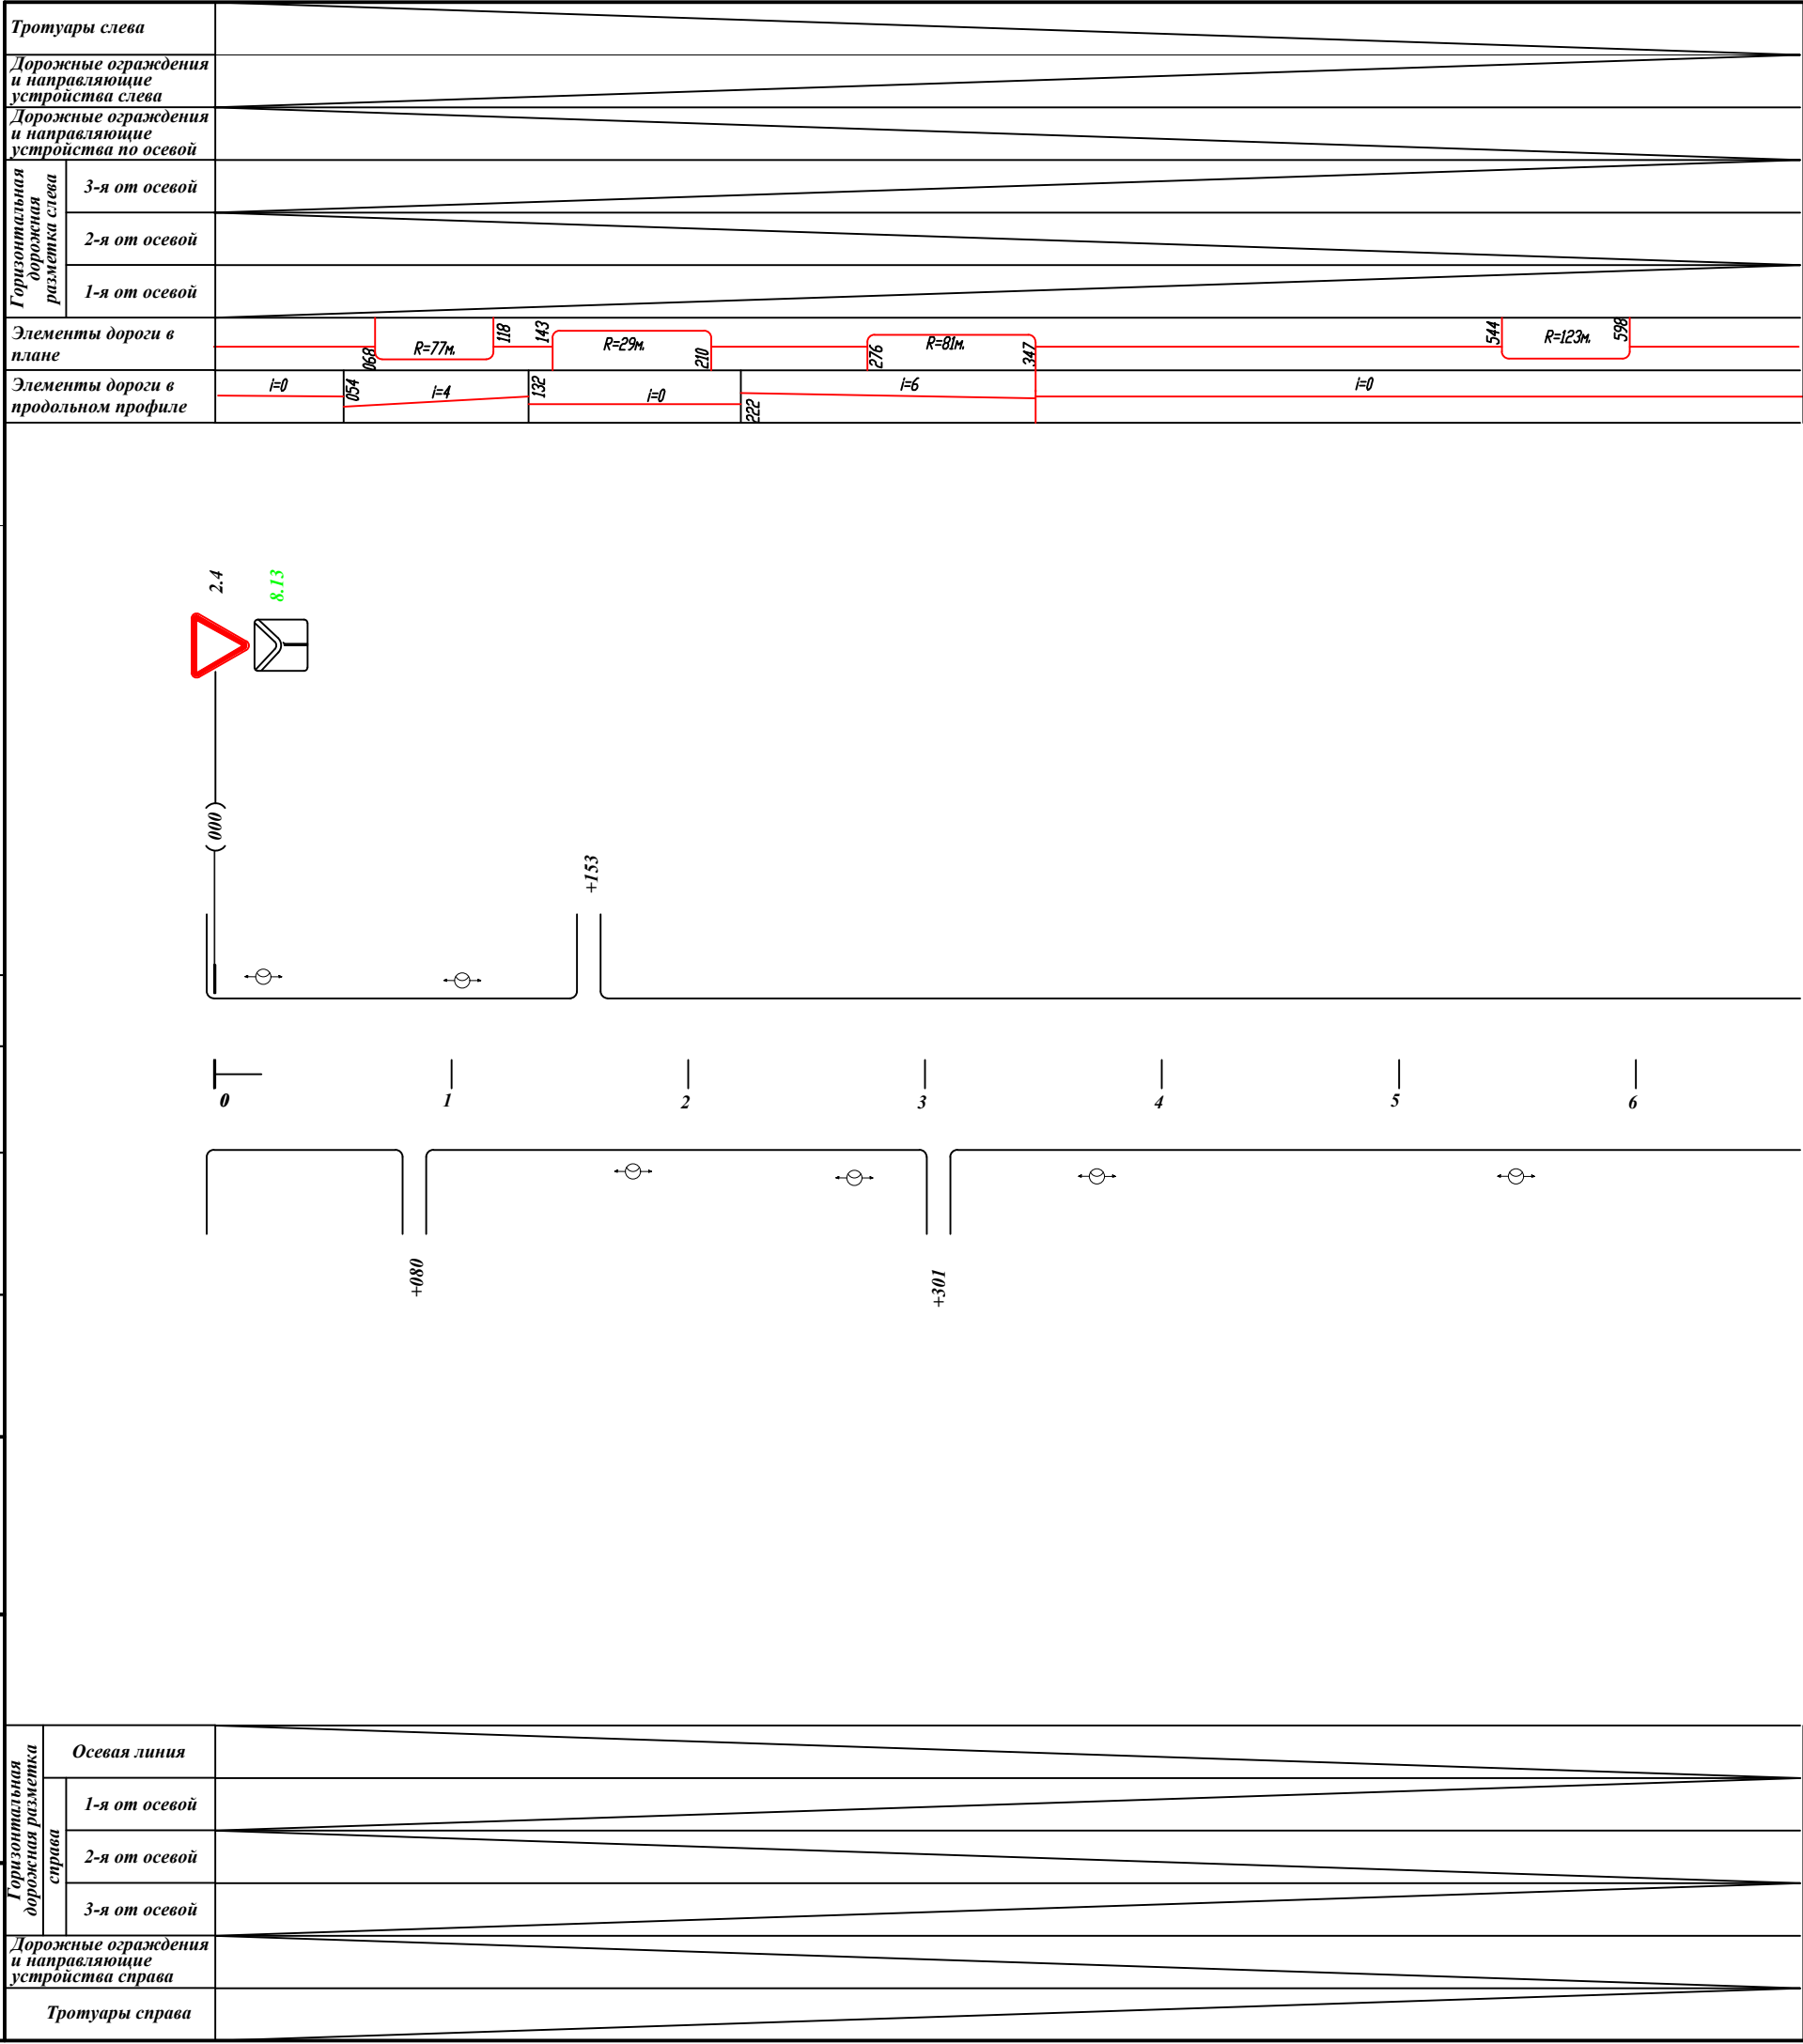 Тротуары слева
Дорожные ограждения
и направляющие
устройства слева
Дорожные ограждения
и направляющие
устройства по осевой
Горизонтальная
дорожная
разметка слева
3-я от осевой
2-я от осевой
1-я от осевой
Элементы дороги в
плане
068
R=77м.
118
143
R=29м.
210
276
R=81м.
347
544
R=123м.
598
Элементы дороги в
продольном профиле
i=0
054
i=4
132
i=0
222
i=6
i=0
2.4
8.13
(000)
+153
0
1
2
3
4
5
6
+080
+301
Горизонтальная
дорожная разметка
справа
Осевая линия
1-я от осевой
2-я от осевой
3-я от осевой
Дорожные ограждения
и направляющие
устройства справа
Тротуары справа